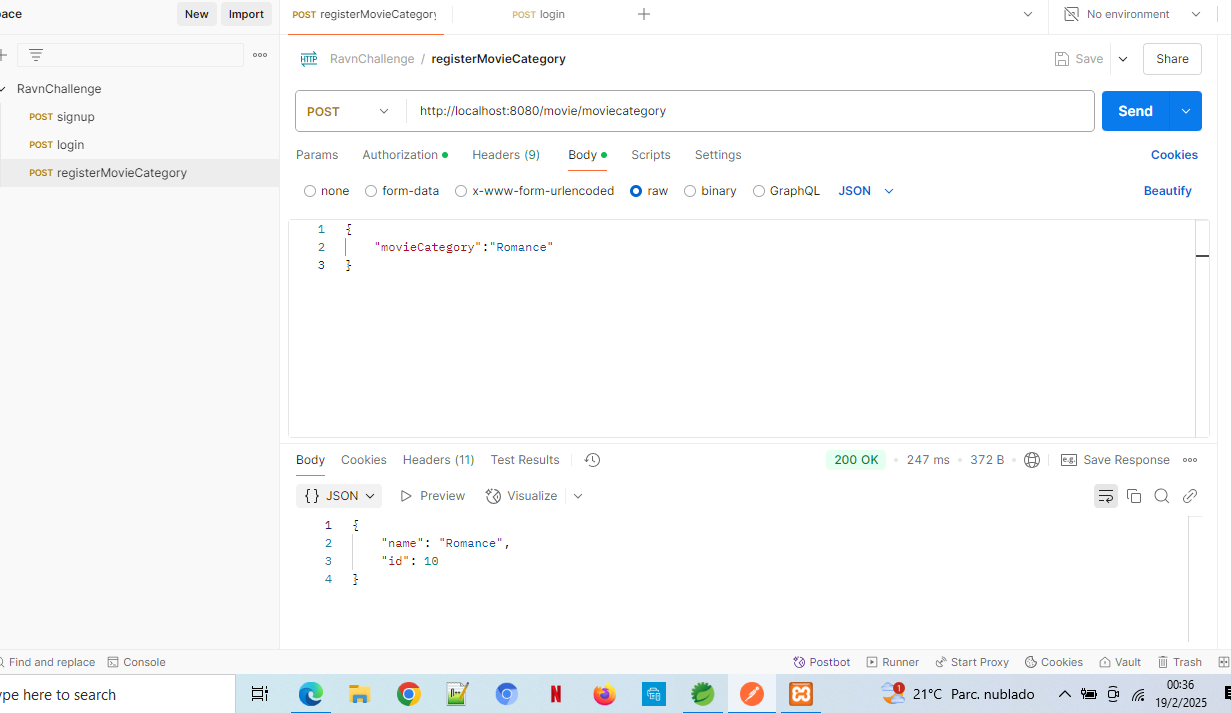 ace
New
Import
POST registerMovieCategory
POST login
No environment
RavnChallenge / registerMovieCategory
Save
Share
RavnChallenge
POST signup
POST login
POST registerMovieCategory
POST
http://localhost:8080/movie/moviecategory
Send
Params
Authorization
Headers (9)
Body
Scripts
Settings
Cookies
none
form-data
x-www-form-urlencoded
raw
binary
GraphQL
JSON
Beautify
1 {
2 "movieCategory":"Romance"
3 }
Body
Cookies
Headers (11)
Test Results
200 OK
247 ms
372 B
e.g.
Save Response
{} JSON
Preview
Visualize
1 {
2 "name": "Romance",
3 "id": 10
4 }
Find and replace
Console
Postbot
Runner
Start Proxy
Cookies
Vault
Trash
ype here to search
1
21°C Parc. nublado
00:36
19/2/2025